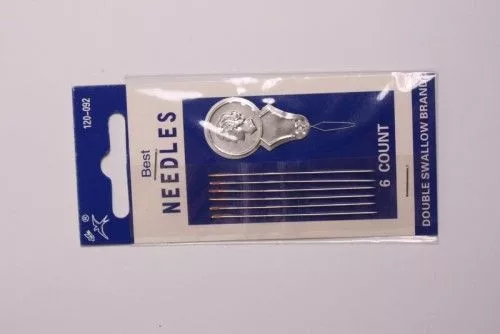 120-092
®
Best
NEEDLES
6 COUNT
DOUBLE SWALLOW BRAND